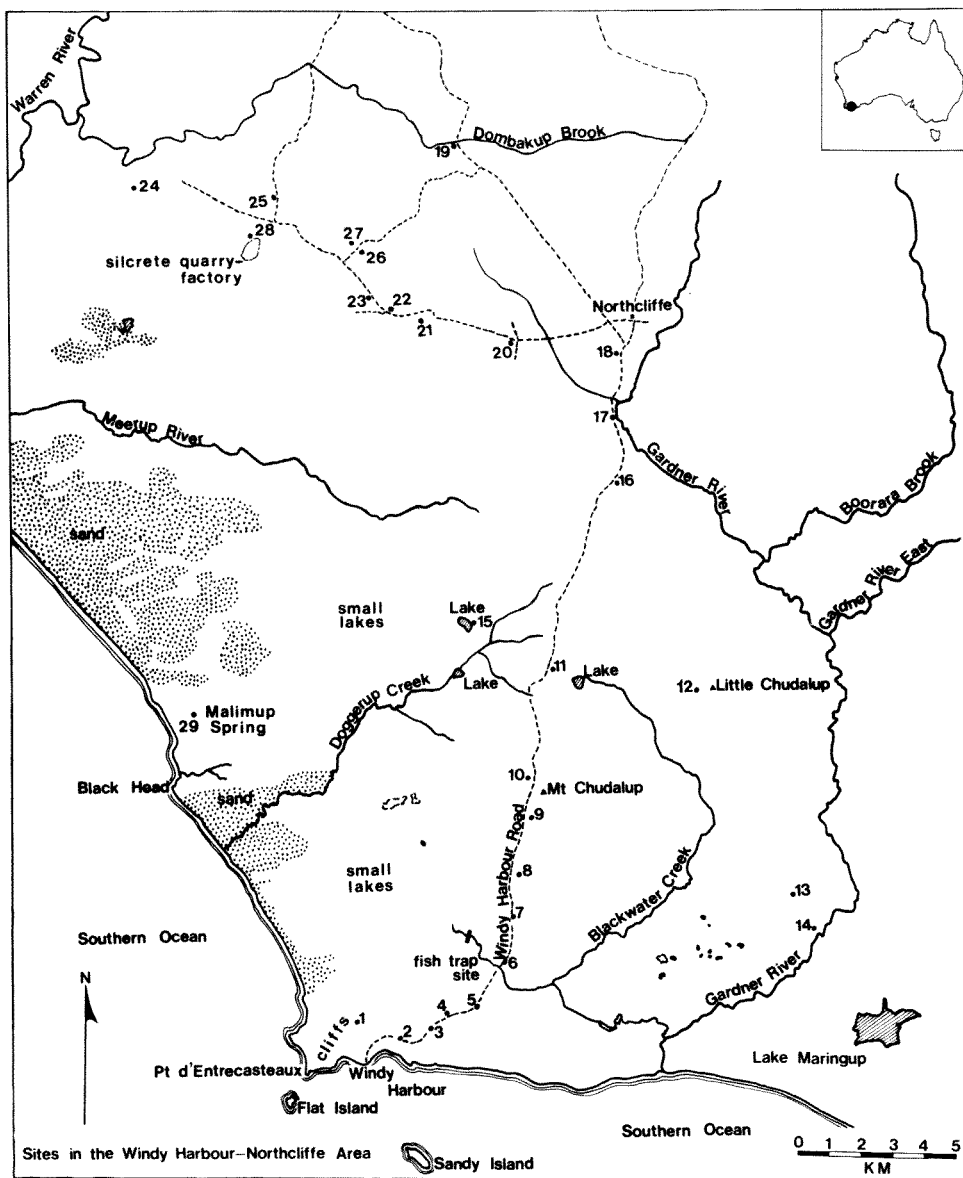 Warren River
Dombakup Brook
19
24
25
28
27
26
silcrete quarry-
factory
23
22
21
20
Northcliffe
18
17
Meerup River
Gardner River
Boorara Brook
16
sand
Gardner River East
small
lakes
Lake
15
11
Lake
Lake
12
Little Chudalup
Doggerup Creek
Malimup
29 Spring
Black Head
sand
10
Mt Chudalup
9
Windy Harbour Road
small
lakes
8
Blackwater Creek
13
7
14
Southern Ocean
fish trap
site
6
Gardner River
N
5
4
3
2
1
cliffs
Pt d'Entrecasteaux
Windy
Harbour
Lake Maringup
Flat Island
Southern Ocean
Sites in the Windy Harbour-Northcliffe Area
Sandy Island
0 1 2 3 4 5
KM